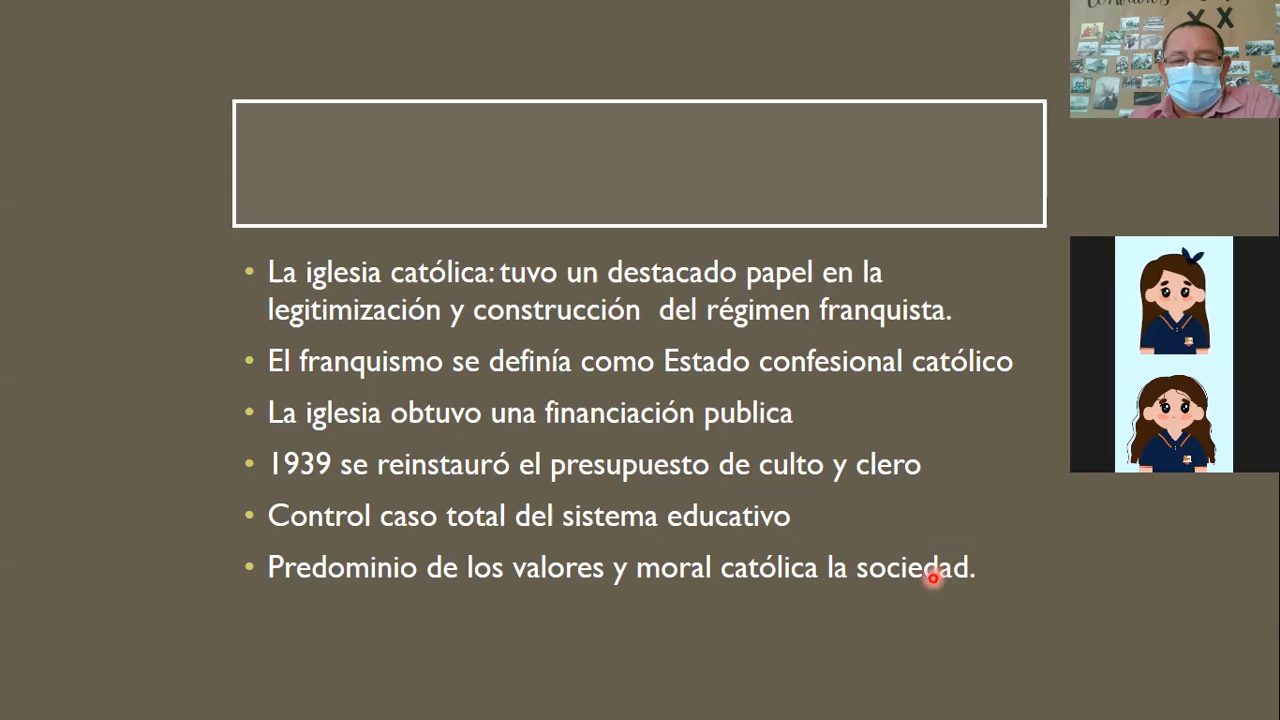 La iglesia católica: tuvo un destacado papel en la
legitimización y construcción del régimen franquista.
El franquismo se definía como Estado confesional católico
La iglesia obtuvo una financiación publica
1939 se reinstauró el presupuesto de culto y clero
Control caso total del sistema educativo
Predominio de los valores y moral católica la sociedad.